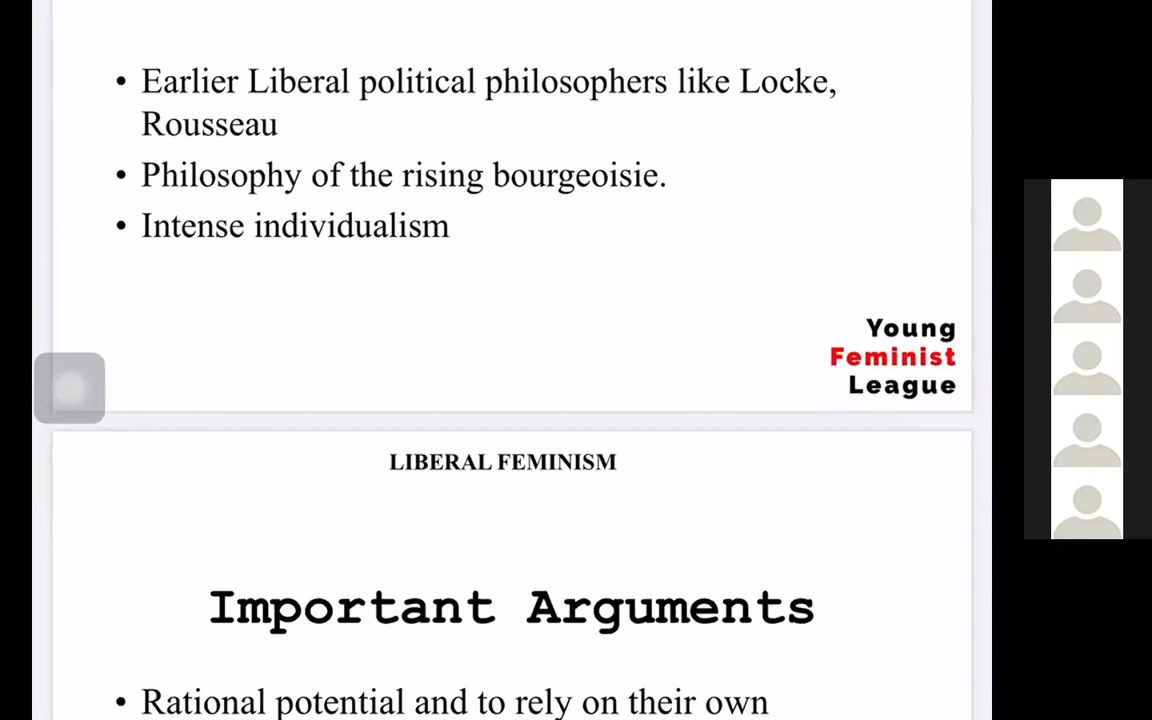 • Earlier Liberal political philosophers like Locke,
Rousseau
• Philosophy of the rising bourgeoisie.
• Intense individualism
Young
Feminist
League
LIBERAL FEMINISM
Important Arguments
• Rational potential and to rely on their own